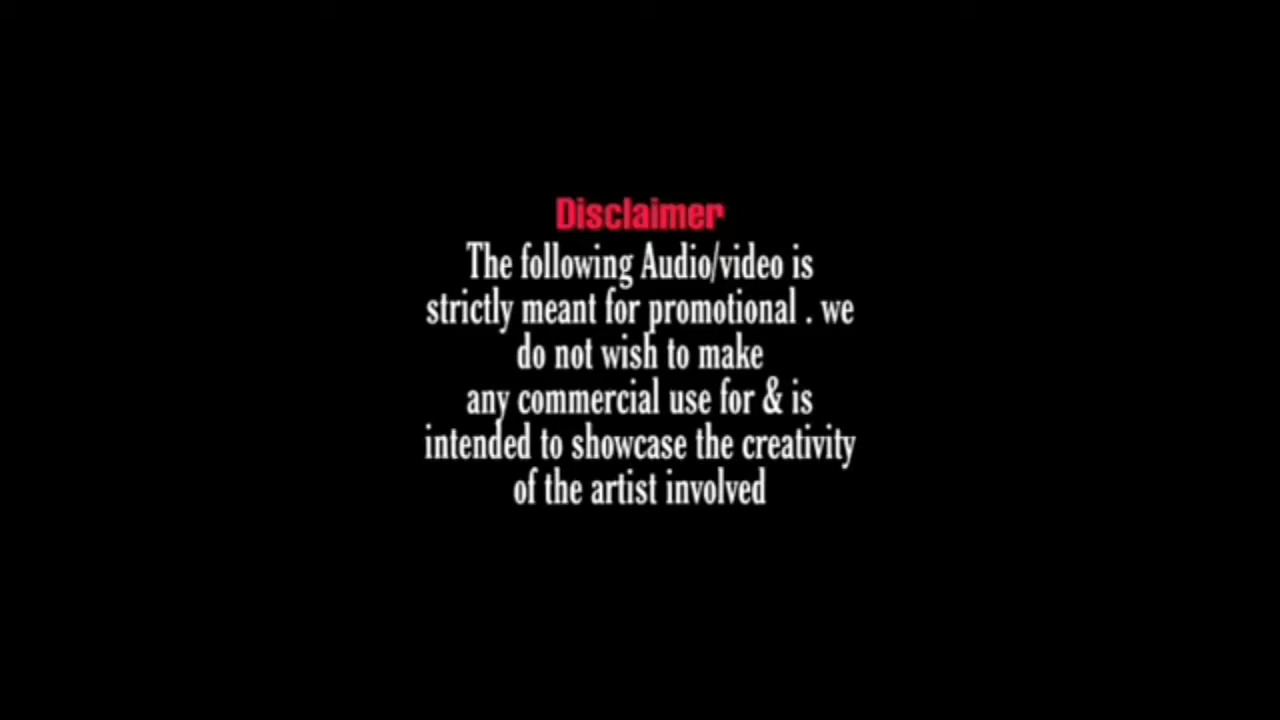 Disclaimer
The following Audio/video is
strictly meant for promotional . we
do not wish to make
any commercial use for & is
intended to showcase the creativity
of the artist involved